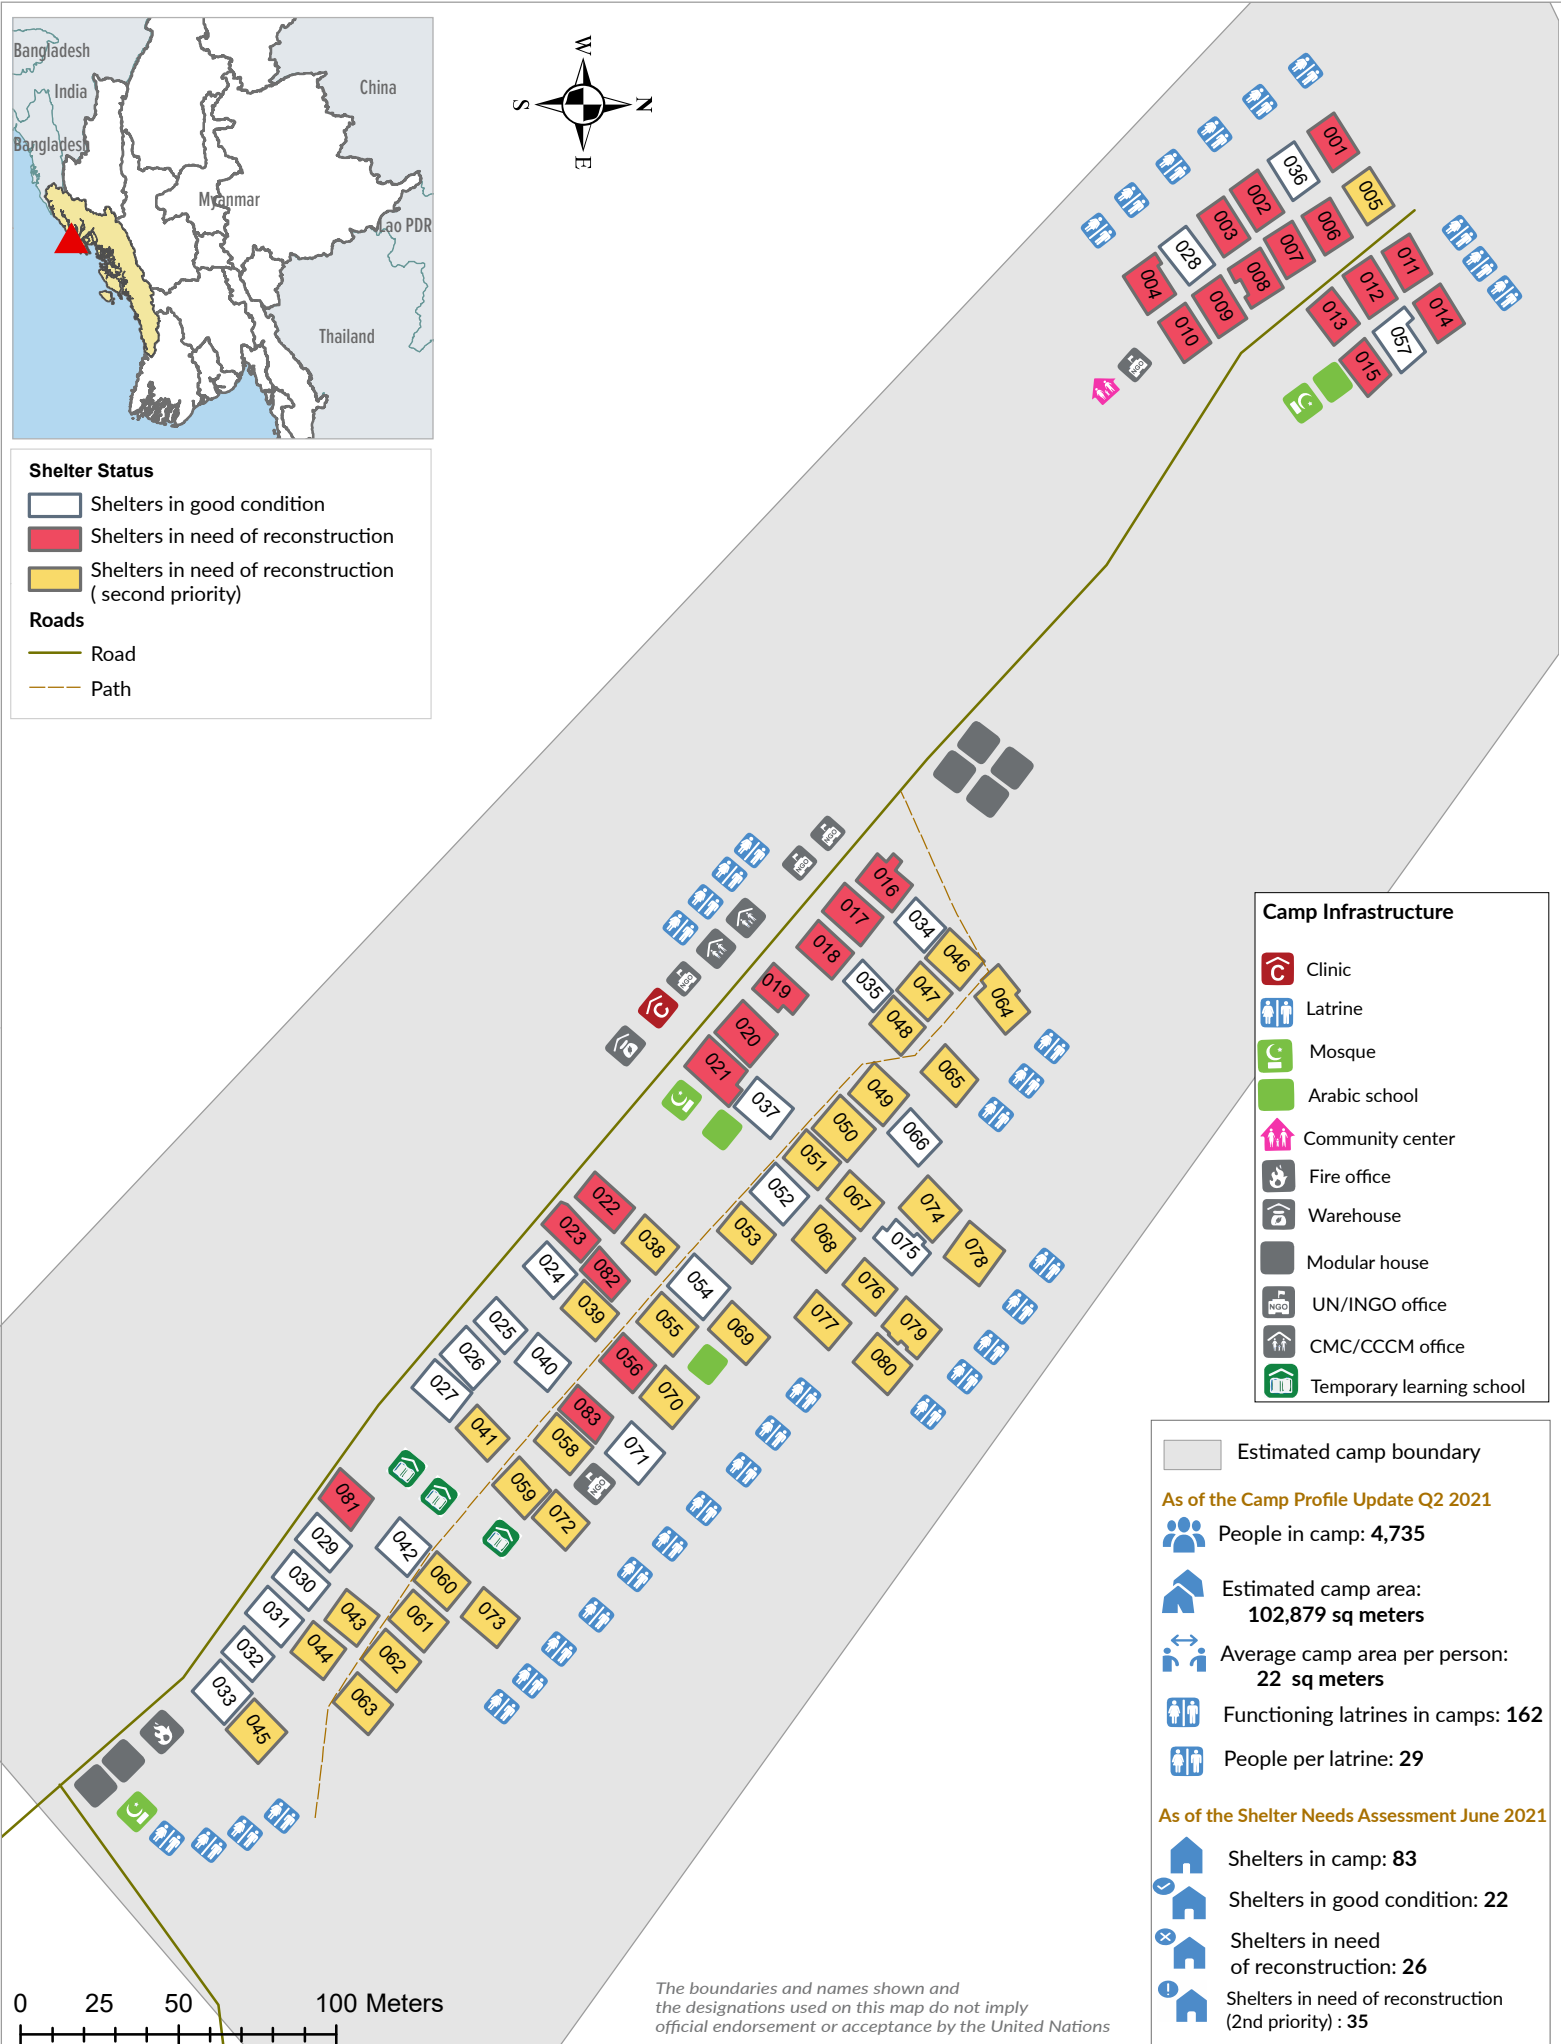 Bangladesh
India
China
Bangladesh
Myanmar
Lao PDR
Thailand
W
S
N
E
Shelter Status
Shelters in good condition
Shelters in need of reconstruction
Shelters in need of reconstruction
( second priority)
Roads
Road
Path
001
036
005
002
003
006
028
007
004
008
009
010
011
012
014
013
057
015
NGO
NGO
NGO
016
017
034
018
046
019
035
047
064
NGO
048
020
021
065
037
049
050
066
051
052
067
074
022
053
068
075
078
023
038
024
082
054
076
039
055
069
077
079
025
026
040
056
080
027
070
083
041
058
071
NGO
059
072
081
029
042
030
060
031
043
061
073
032
044
062
033
063
045
Camp Infrastructure
C Clinic
Latrine
Mosque
Arabic school
Community center
Fire office
Warehouse
Modular house
NGO UN/INGO office
CMC/CCCM office
Temporary learning school
Estimated camp boundary
As of the Camp Profile Update Q2 2021
People in camp: 4,735
Estimated camp area:
102,879 sq meters
Average camp area per person:
22 sq meters
Functioning latrines in camps: 162
People per latrine: 29
As of the Shelter Needs Assessment June 2021
Shelters in camp: 83
Shelters in good condition: 22
Shelters in need
of reconstruction: 26
Shelters in need of reconstruction
(2nd priority) : 35
0 25 50 100 Meters
The boundaries and names shown and
the designations used on this map do not imply
official endorsement or acceptance by the United Nations